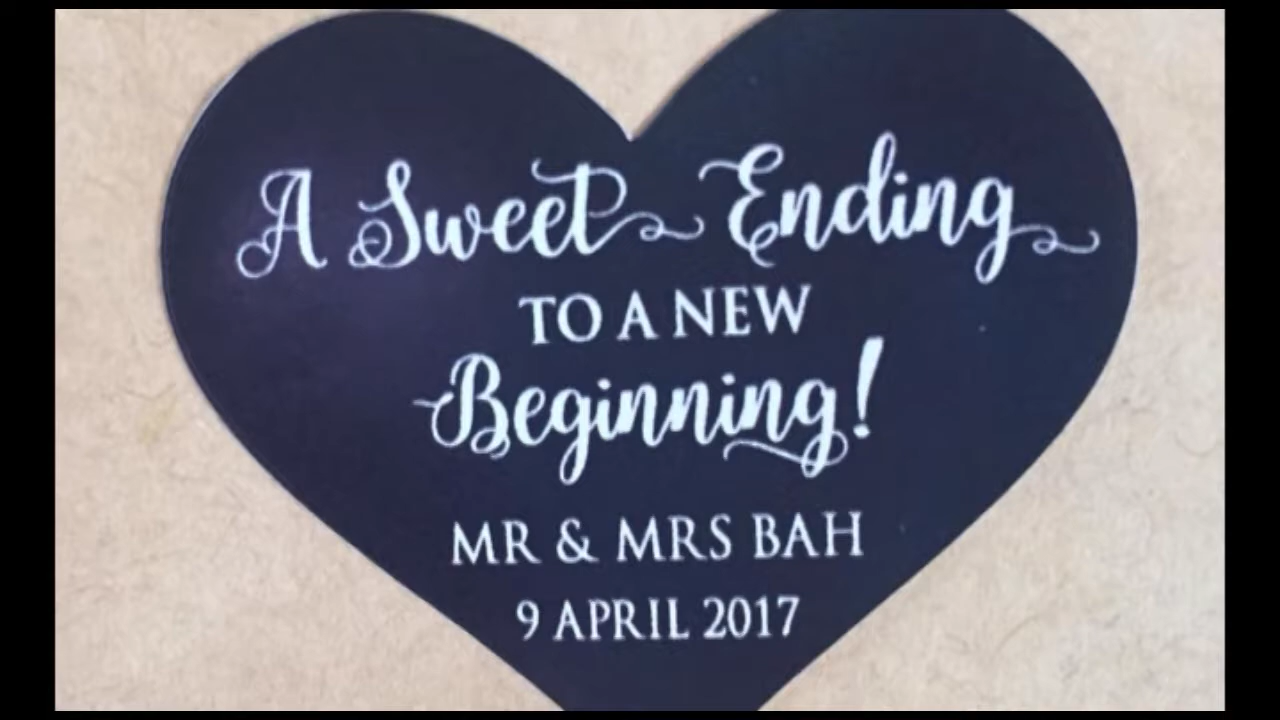 A Sweet Ending
TO A NEW
Beginning!
MR & MRS BAH
9 APRIL 2017